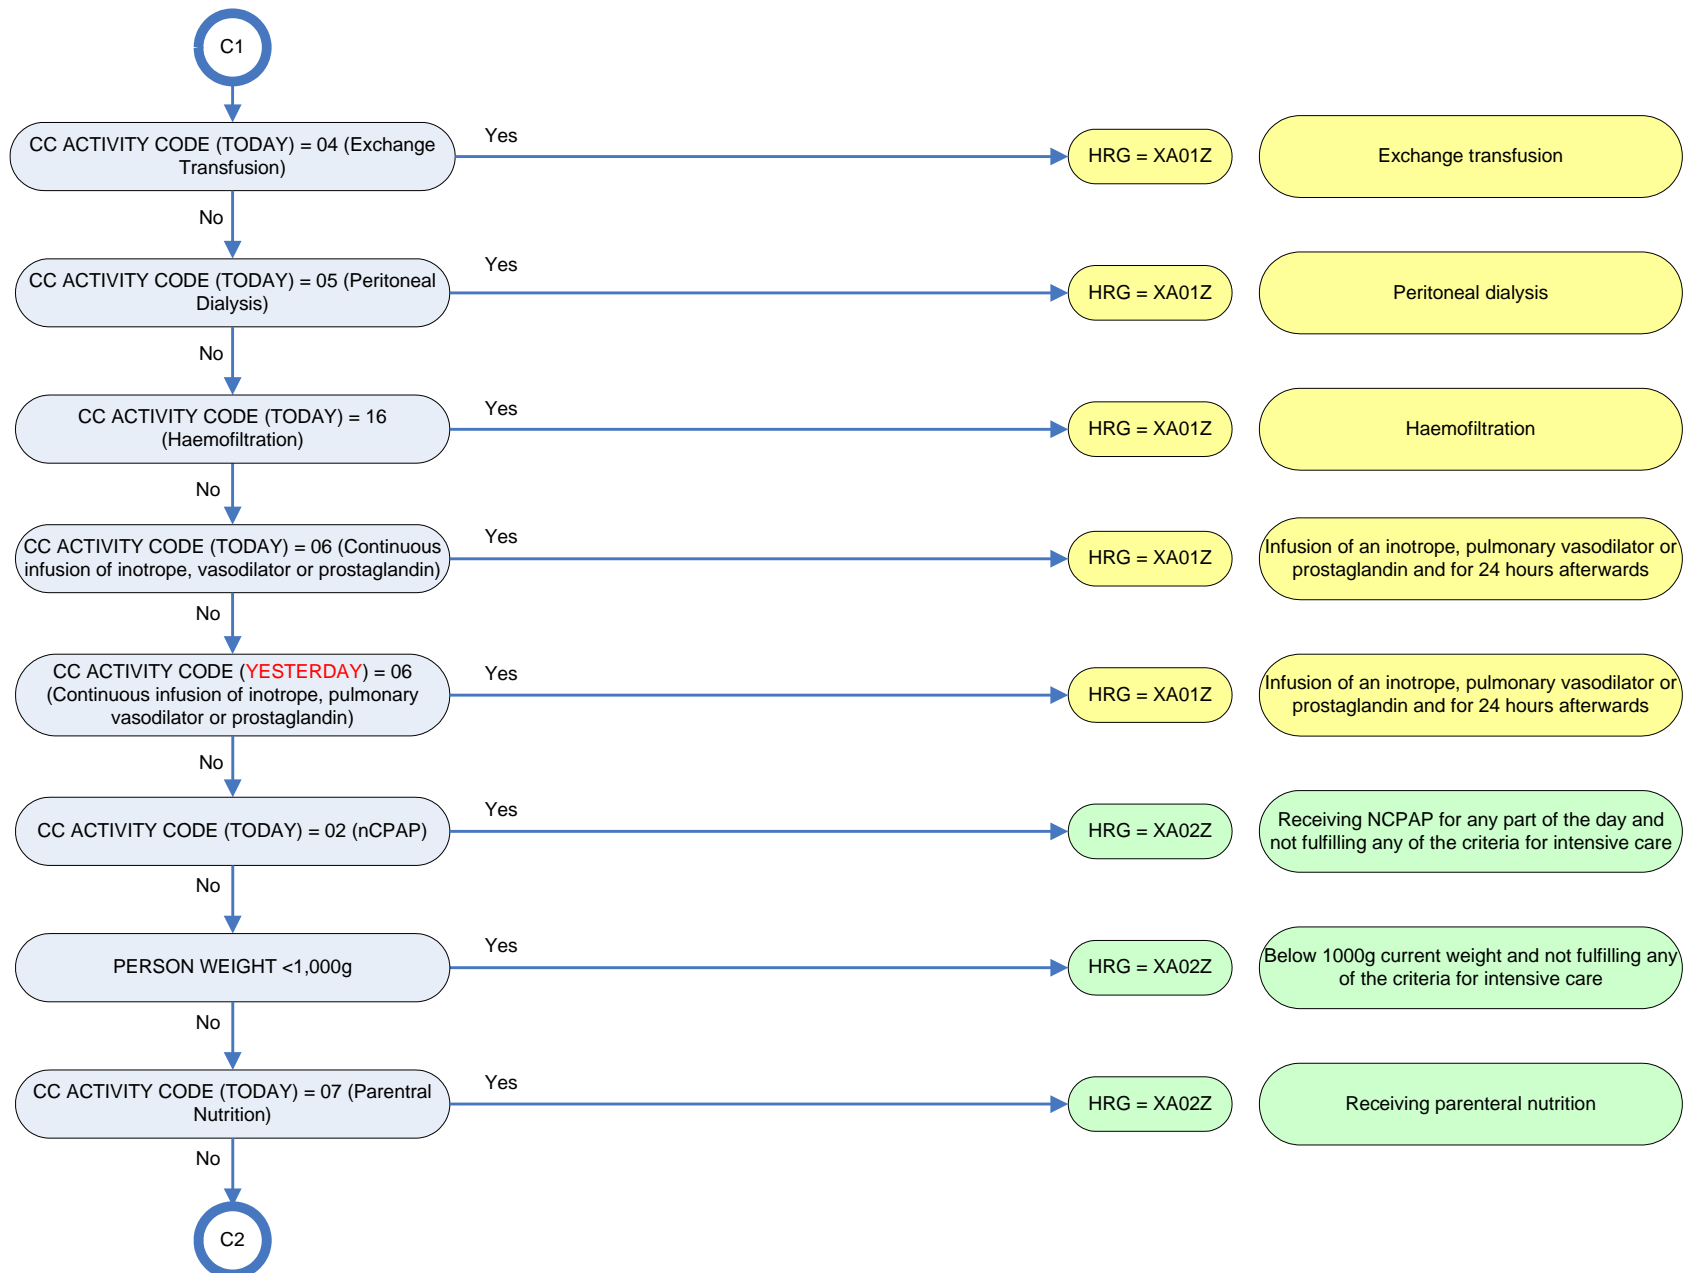 C1
CC ACTIVITY CODE (TODAY) = 04 (Exchange
Transfusion)
Yes
HRG = XA01Z
Exchange transfusion
No
CC ACTIVITY CODE (TODAY) = 05 (Peritoneal
Dialysis)
Yes
HRG = XA01Z
Peritoneal dialysis
No
CC ACTIVITY CODE (TODAY) = 16
(Haemofiltration)
Yes
HRG = XA01Z
Haemofiltration
No
CC ACTIVITY CODE (TODAY) = 06 (Continuous
infusion of inotrope, vasodilator or prostaglandin)
Yes
HRG = XA01Z
Infusion of an inotrope, pulmonary vasodilator or
prostaglandin and for 24 hours afterwards
No
CC ACTIVITY CODE (YESTERDAY) = 06
(Continuous infusion of inotrope, pulmonary
vasodilator or prostaglandin)
Yes
HRG = XA01Z
Infusion of an inotrope, pulmonary vasodilator or
prostaglandin and for 24 hours afterwards
No
CC ACTIVITY CODE (TODAY) = 02 (nCPAP)
Yes
HRG = XA02Z
Receiving NCPAP for any part of the day and
not fulfilling any of the criteria for intensive care
No
PERSON WEIGHT <1,000g
Yes
HRG = XA02Z
Below 1000g current weight and not fulfilling any
of the criteria for intensive care
No
CC ACTIVITY CODE (TODAY) = 07 (Parentral
Nutrition)
Yes
HRG = XA02Z
Receiving parenteral nutrition
No
C2